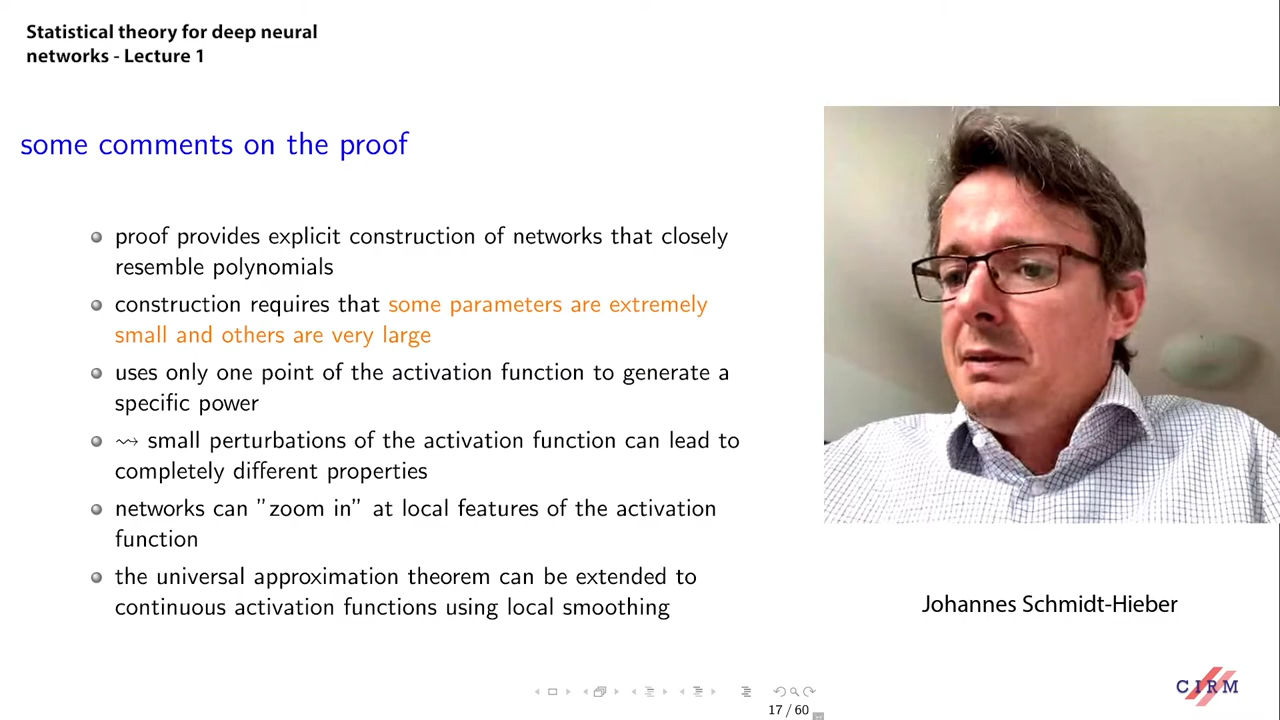 Statistical theory for deep neural
networks - Lecture 1
some comments on the proof
proof provides explicit construction of networks that closely
resemble polynomials
construction requires that some parameters are extremely
small and others are very large
uses only one point of the activation function to generate a
specific power
⇝ small perturbations of the activation function can lead to
completely different properties
networks can ”zoom in” at local features of the activation
function
the universal approximation theorem can be extended to
continuous activation functions using local smoothing
Johannes Schmidt-Hieber
CIRM
17 / 60